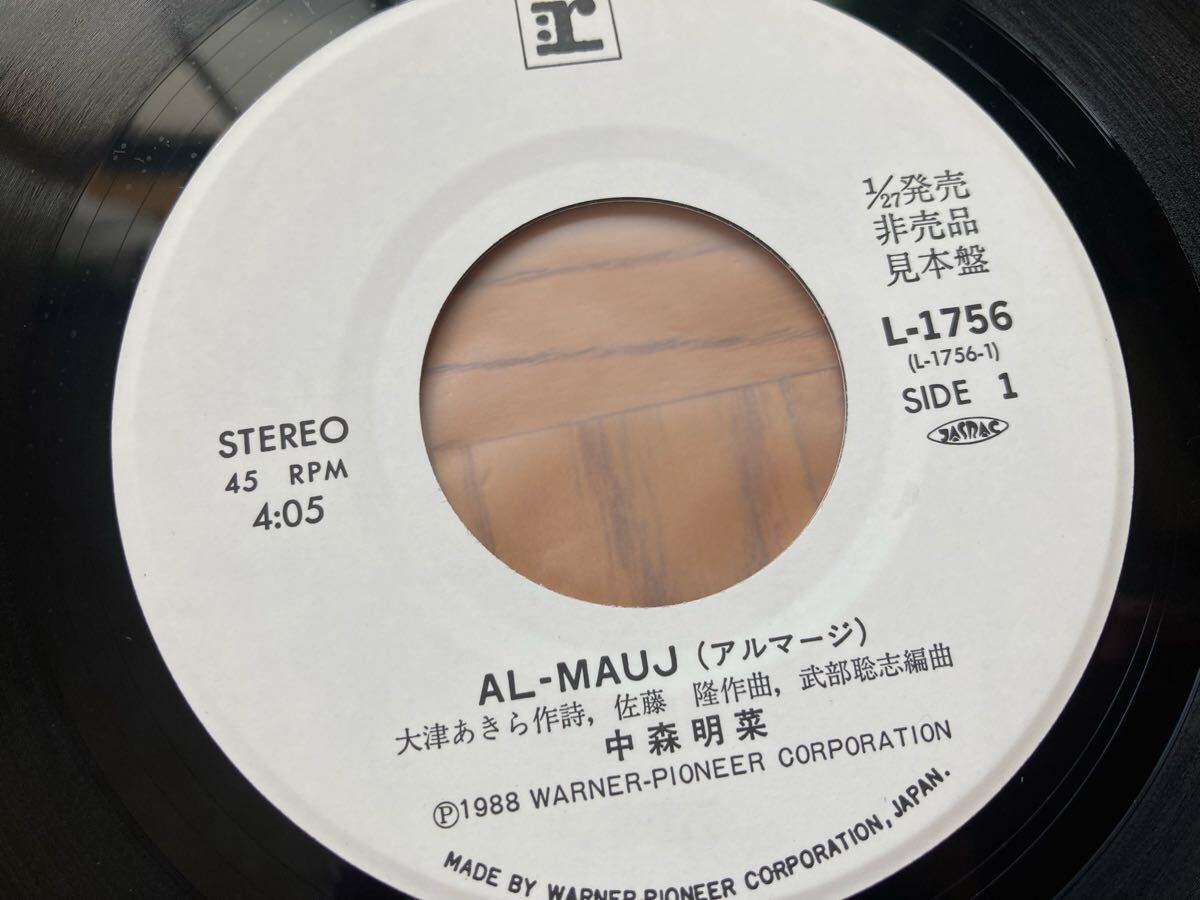 r
1/27発売
非売品
見本盤
L-1756
(L-1756-1)
SIDE 1
JASRAC
STEREO
45 RPM
4:05
AL-MAUJ (アルマージ)
大津あきら作詩, 佐藤 隆作曲, 武部聡志編曲
中森明菜
Ⓟ1988 WARNER-PIONEER CORPORATION
MADE BY WARNER-PIONEER CORPORATION, JAPAN.